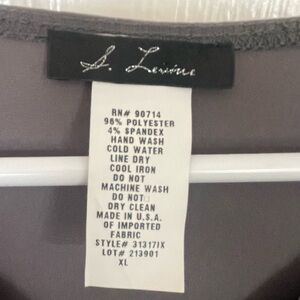 S. Levine
RN# 90714
96% POLYESTER
4% SPANDEX
HAND WASH
COLD WATER
LINE DRY
COOL IRON
DO NOT
MACHINE WASH
DO NOT
DRY CLEAN
MADE IN U.S.A.
OF IMPORTED
FABRIC
STYLE# 31317IX
LOT# 213901
XL